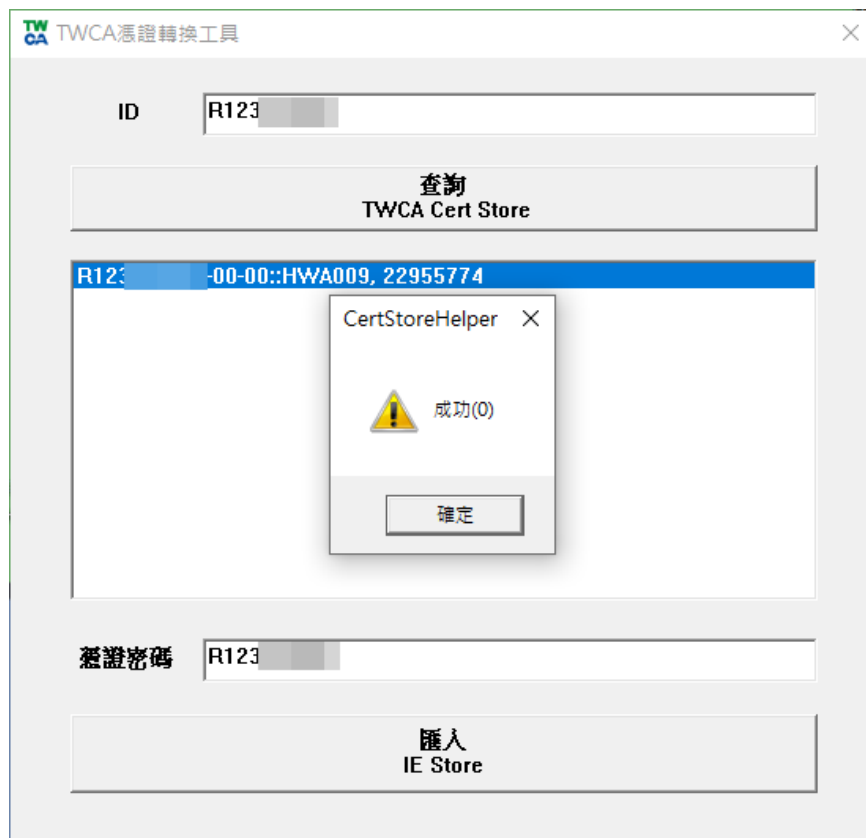 TWCA TWCA憑證轉換工具
ID R123
查詢
TWCA Cert Store
R123 -00-00::HWA009, 22955774
CertStoreHelper
成功(0)
確定
憑證密碼 R123
匯入
IE Store